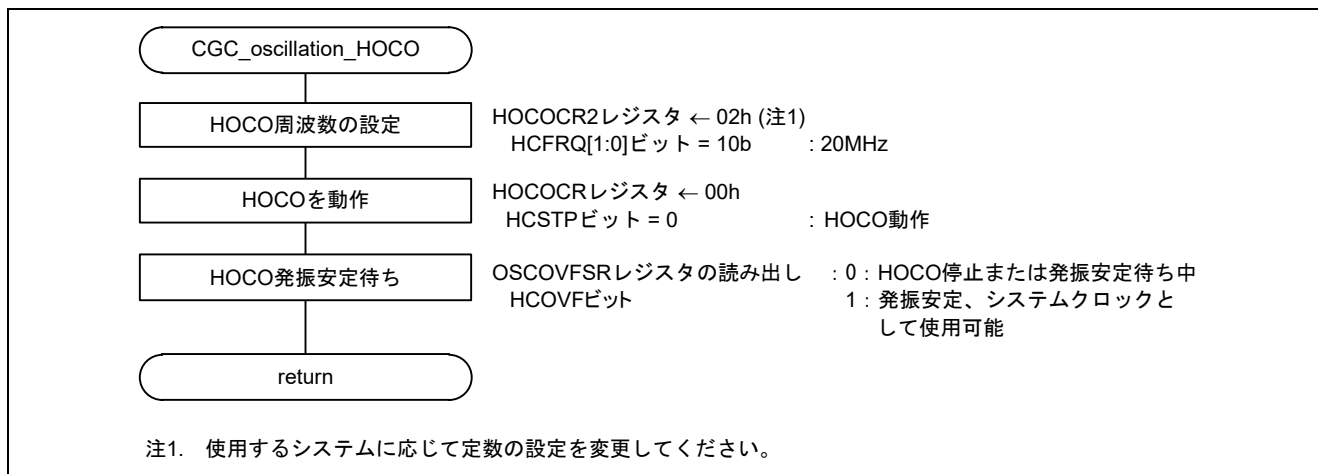 CGC_oscillation_HOCO
HOCO周波数の設定
HOCOCR2レジスタ ← 02h (注1)
HCFRQ[1:0]ビット = 10b : 20MHz
HOCOを動作
HOCOCRレジスタ ← 00h
HCSTPビット = 0 : HOCO動作
HOCO発振安定待ち
OSCOVFSRレジスタの読み出し : 0 : HOCO停止または発振安定待ち中
HCOVFビット 1 : 発振安定、システムクロックと
して使用可能
return
注1. 使用するシステムに応じて定数の設定を変更してください。